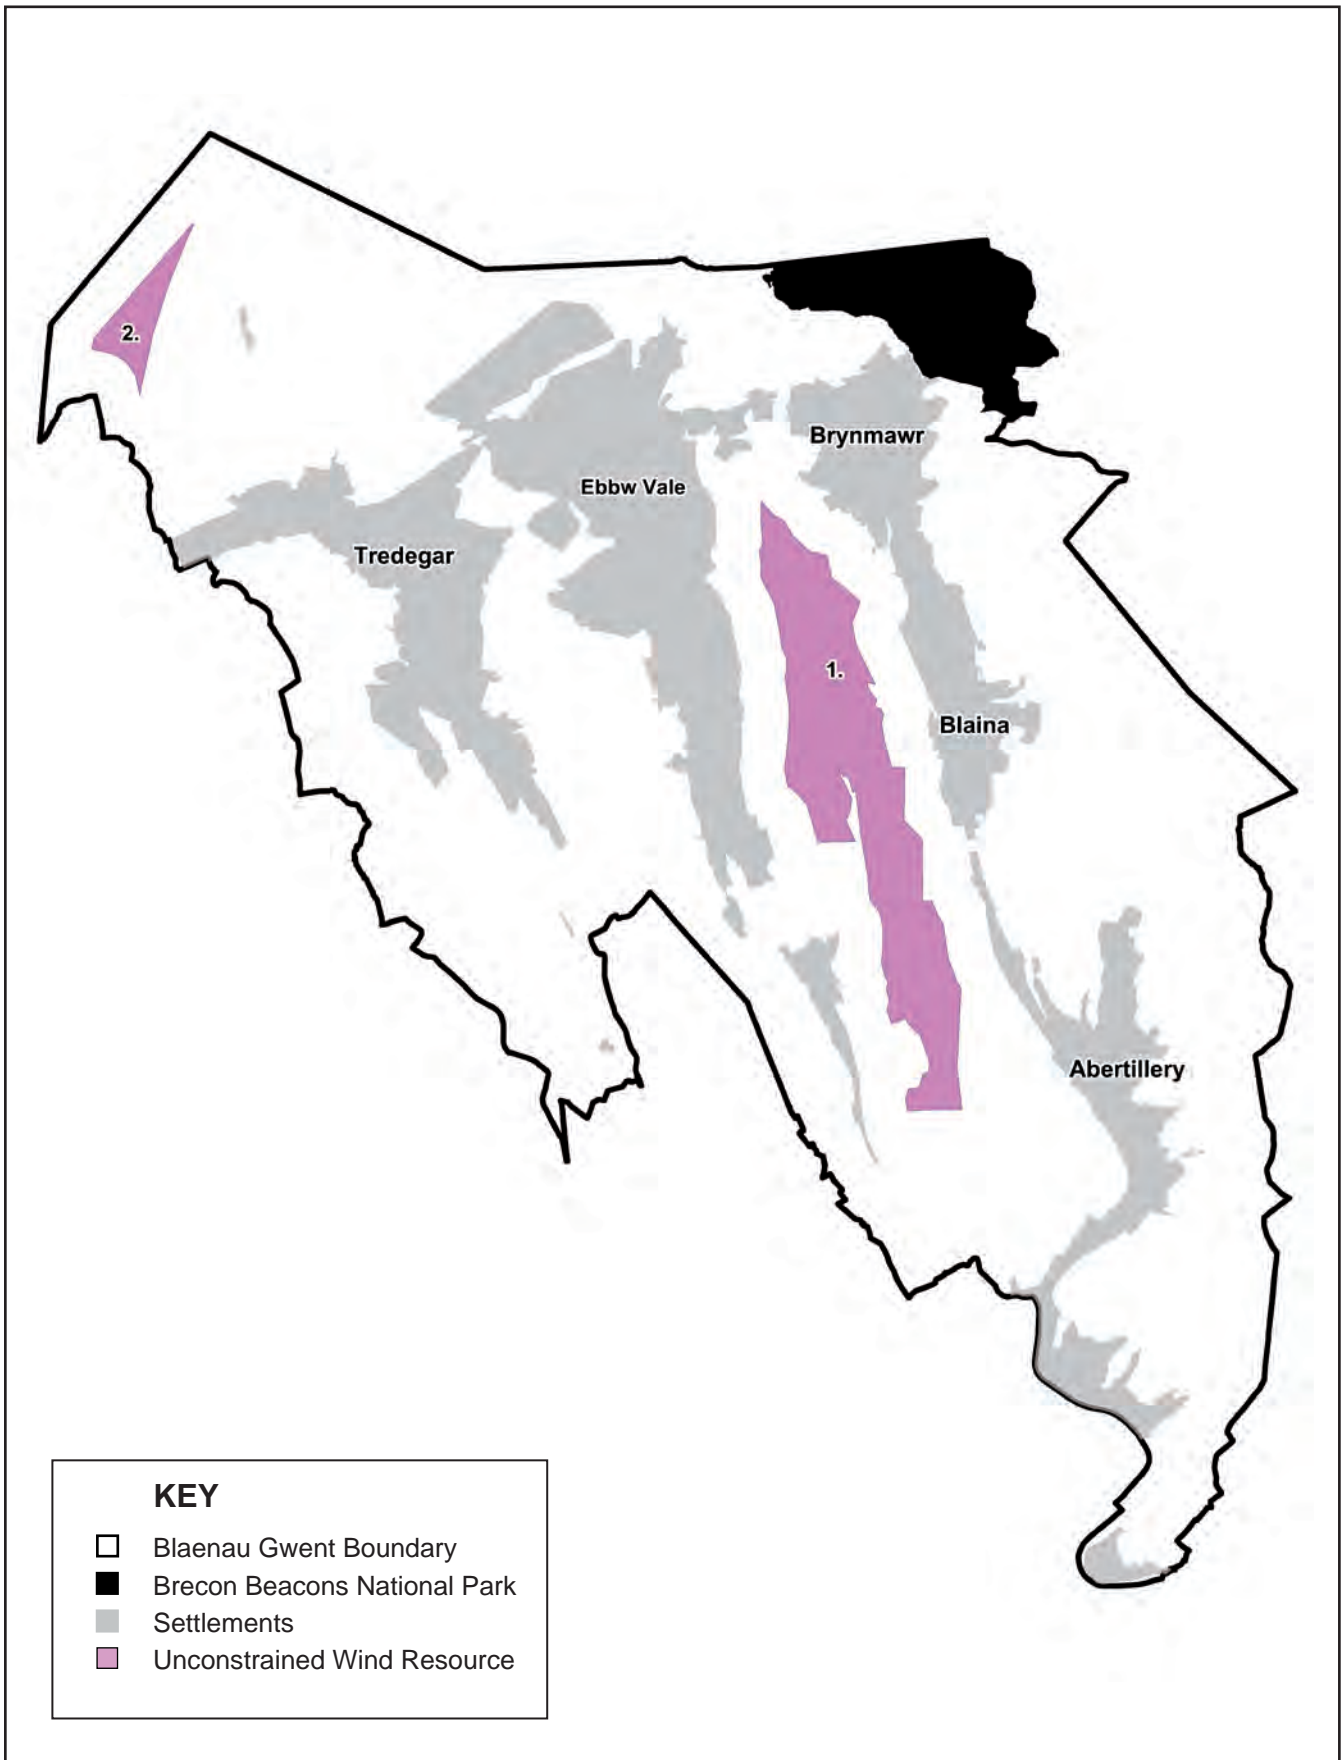 2.
Brynmawr
Ebbw Vale
Tredegar
1.
Blaina
Abertillery
KEY
Blaenau Gwent Boundary
Brecon Beacons National Park
Settlements
Unconstrained Wind Resource